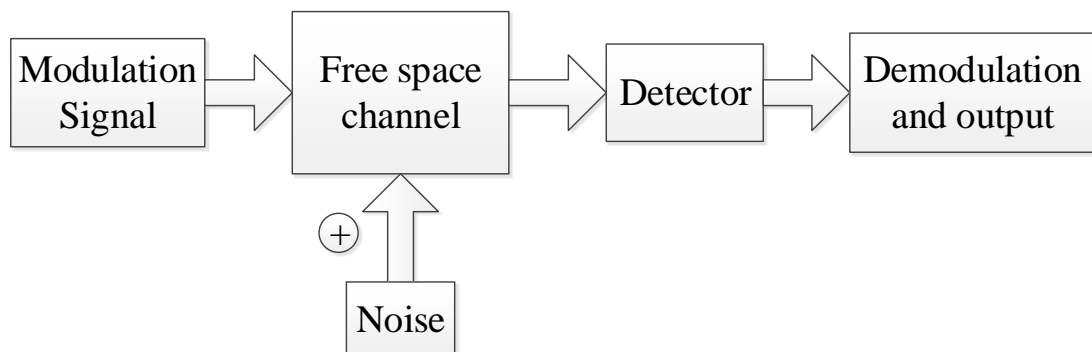 Modulation
Signal
Free space
channel
Detector
Demodulation
and output
+
Noise